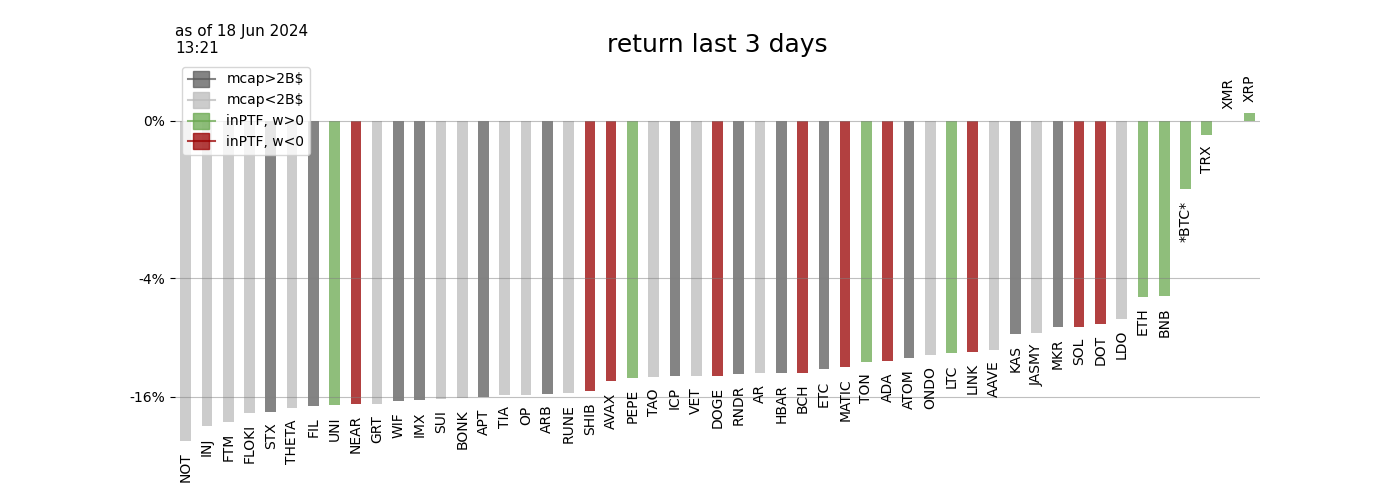 as of 18 Jun 2024
13:21
return last 3 days
mcap>2B$
mcap<2B$
inPTF, w>0
inPTF, w<0
0%
-4%
-16%
NOT
INJ
FTM
FLOKI
STX
THETA
FIL
UNI
NEAR
GRT
WIF
IMX
SUI
BONK
APT
TIA
OP
ARB
RUNE
SHIB
AVAX
PEPE
TAO
ICP
VET
DOGE
RNDR
AR
HBAR
BCH
ETC
MATIC
TON
ADA
ATOM
ONDO
LTC
LINK
AAVE
KAS
JASMY
MKR
SOL
DOT
LDO
ETH
BNB
*BTC*
TRX
XMR
XRP